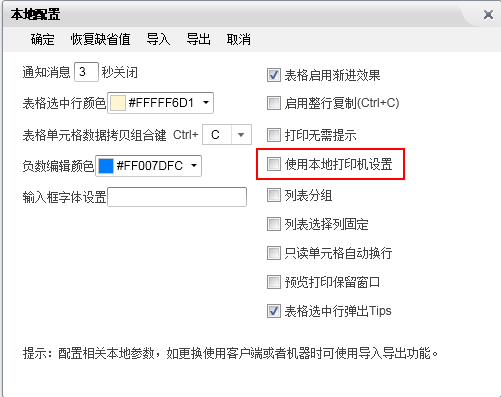 本地配置
确定 恢复缺省值 导入 导出 取消
通知消息 3 秒关闭
表格启用渐进效果
表格选中行颜色 #FFFFF6D1
启用整行复制(Ctrl+C)
表格单元格数据拷贝组合键 Ctrl+ C
打印无需提示
负数编辑颜色 #FF007DFC
使用本地打印机设置
输入框字体设置
列表分组
列表选择列固定
只读单元格自动换行
预览打印保留窗口
表格选中行弹出Tips
提示：配置相关本地参数，如更换使用客户端或者机器时可使用导入导出功能。